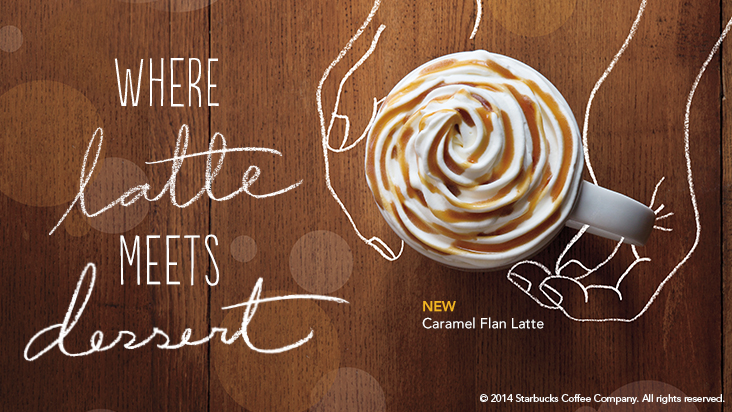 WHERE
latte
MEETS
dessert
NEW
Caramel Flan Latte
© 2014 Starbucks Coffee Company. All rights reserved.